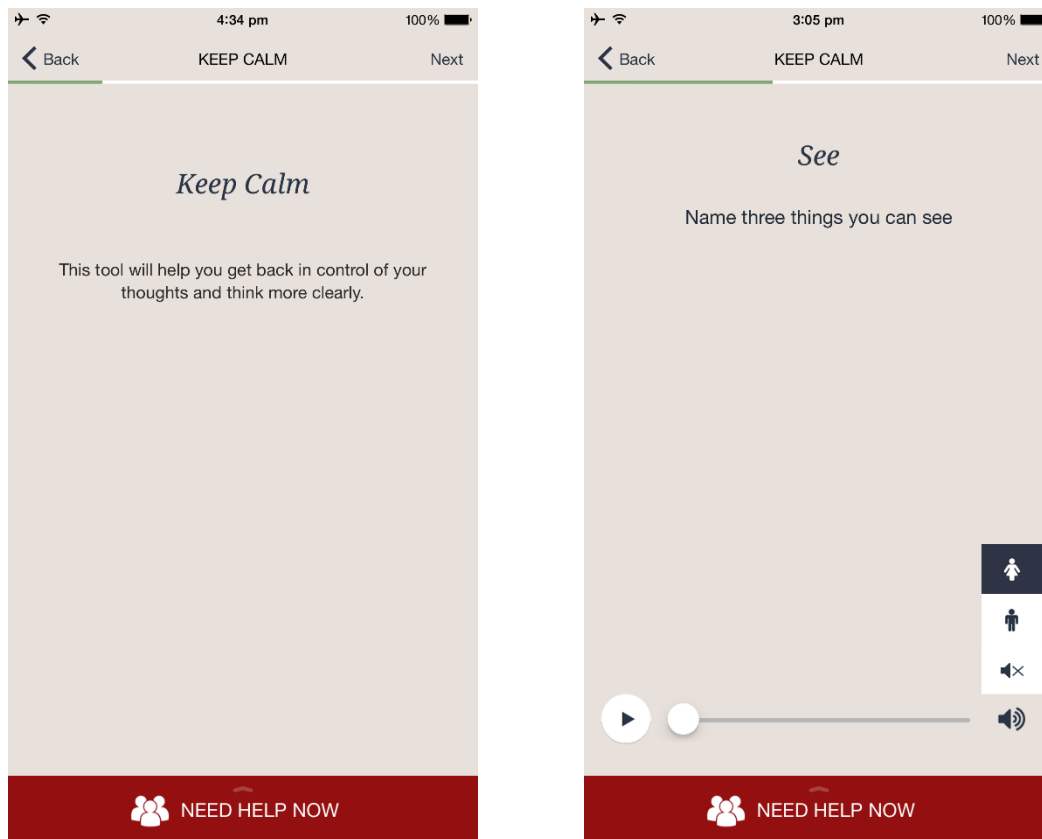 4:34 pm
100%
Back
KEEP CALM
Next
Keep Calm
This tool will help you get back in control of your
thoughts and think more clearly.
NEED HELP NOW
3:05 pm
100%
Back
KEEP CALM
Next
See
Name three things you can see
NEED HELP NOW